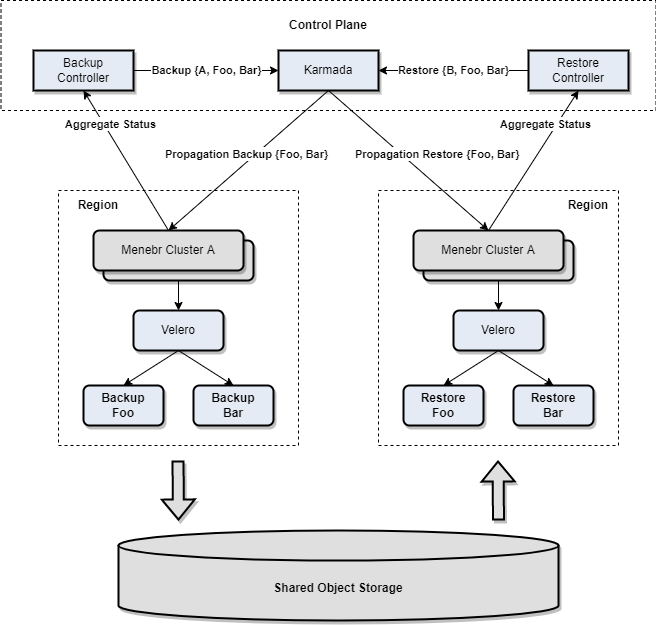 Control Plane
Backup
Controller
Backup {A, Foo, Bar}
Karmada
Restore {B, Foo, Bar}
Restore
Controller
Aggregate Status
Aggregate Status
Propagation Backup {Foo, Bar}
Propagation Restore {Foo, Bar}
Region
Region
Menebr Cluster A
Menebr Cluster A
Velero
Velero
Backup
Foo
Backup
Bar
Restore
Foo
Restore
Bar
Shared Object Storage